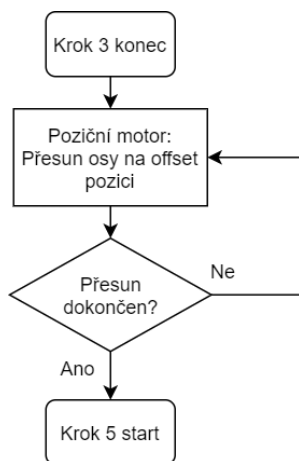 Krok 3 konec
Poziční motor:
Přesun osy na offset
pozici
Přesun
dokončen?
Ne
Ano
Krok 5 start